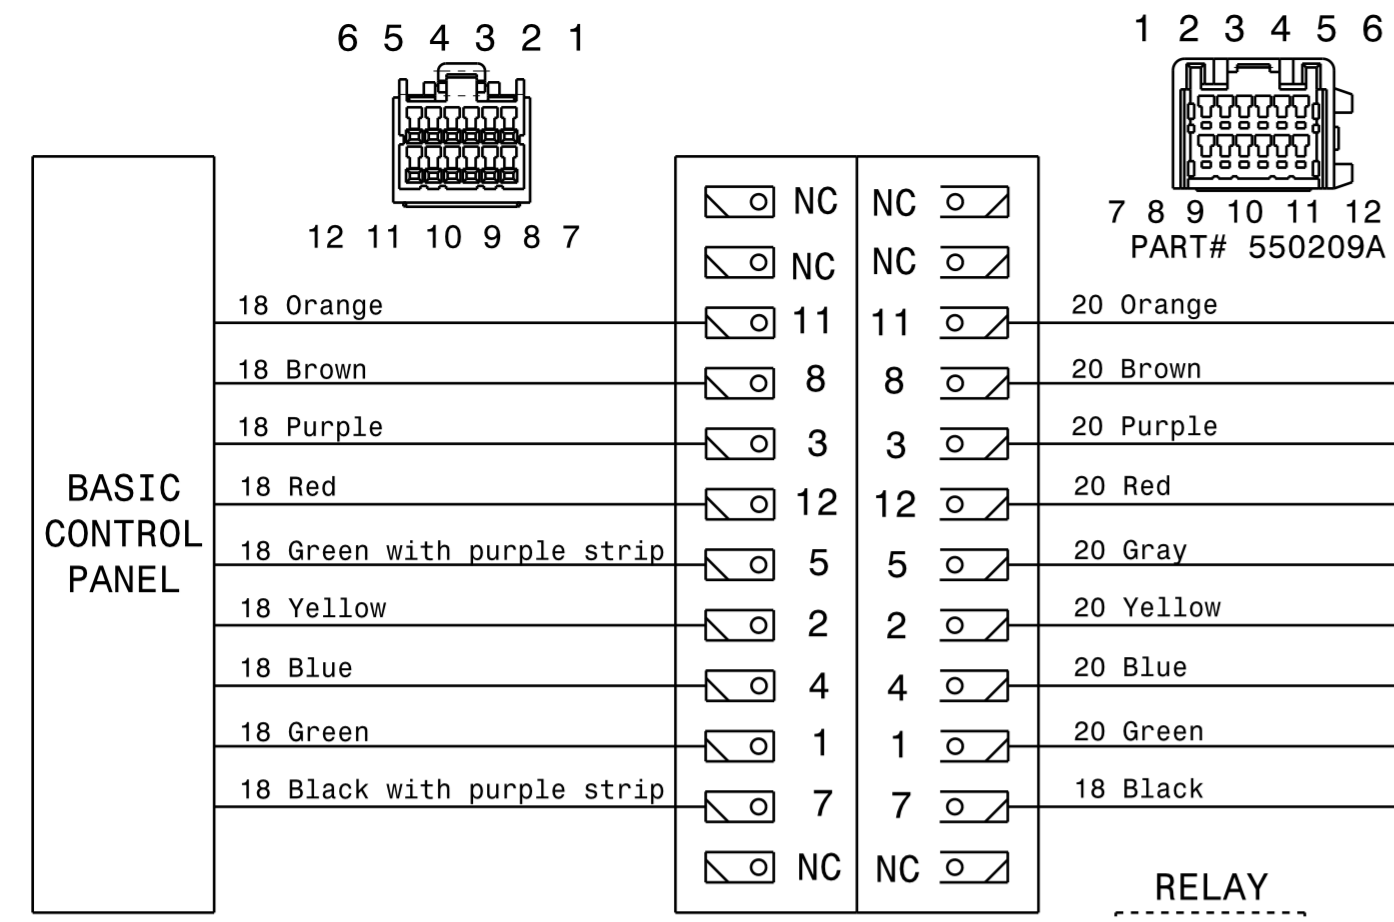 6 5 4 3 2 1
1 2 3 4 5 6
12 11 10 9 8 7
7 8 9 10 11 12
PART# 550209A
BASIC
CONTROL
PANEL
NC NC
NC NC
18 Orange 11 11 20 Orange
18 Brown 8 8 20 Brown
18 Purple 3 3 20 Purple
18 Red 12 12 20 Red
18 Green with purple strip 5 5 20 Gray
18 Yellow 2 2 20 Yellow
18 Blue 4 4 20 Blue
18 Green 1 1 20 Green
18 Black with purple strip 7 7 18 Black
NC NC
RELAY